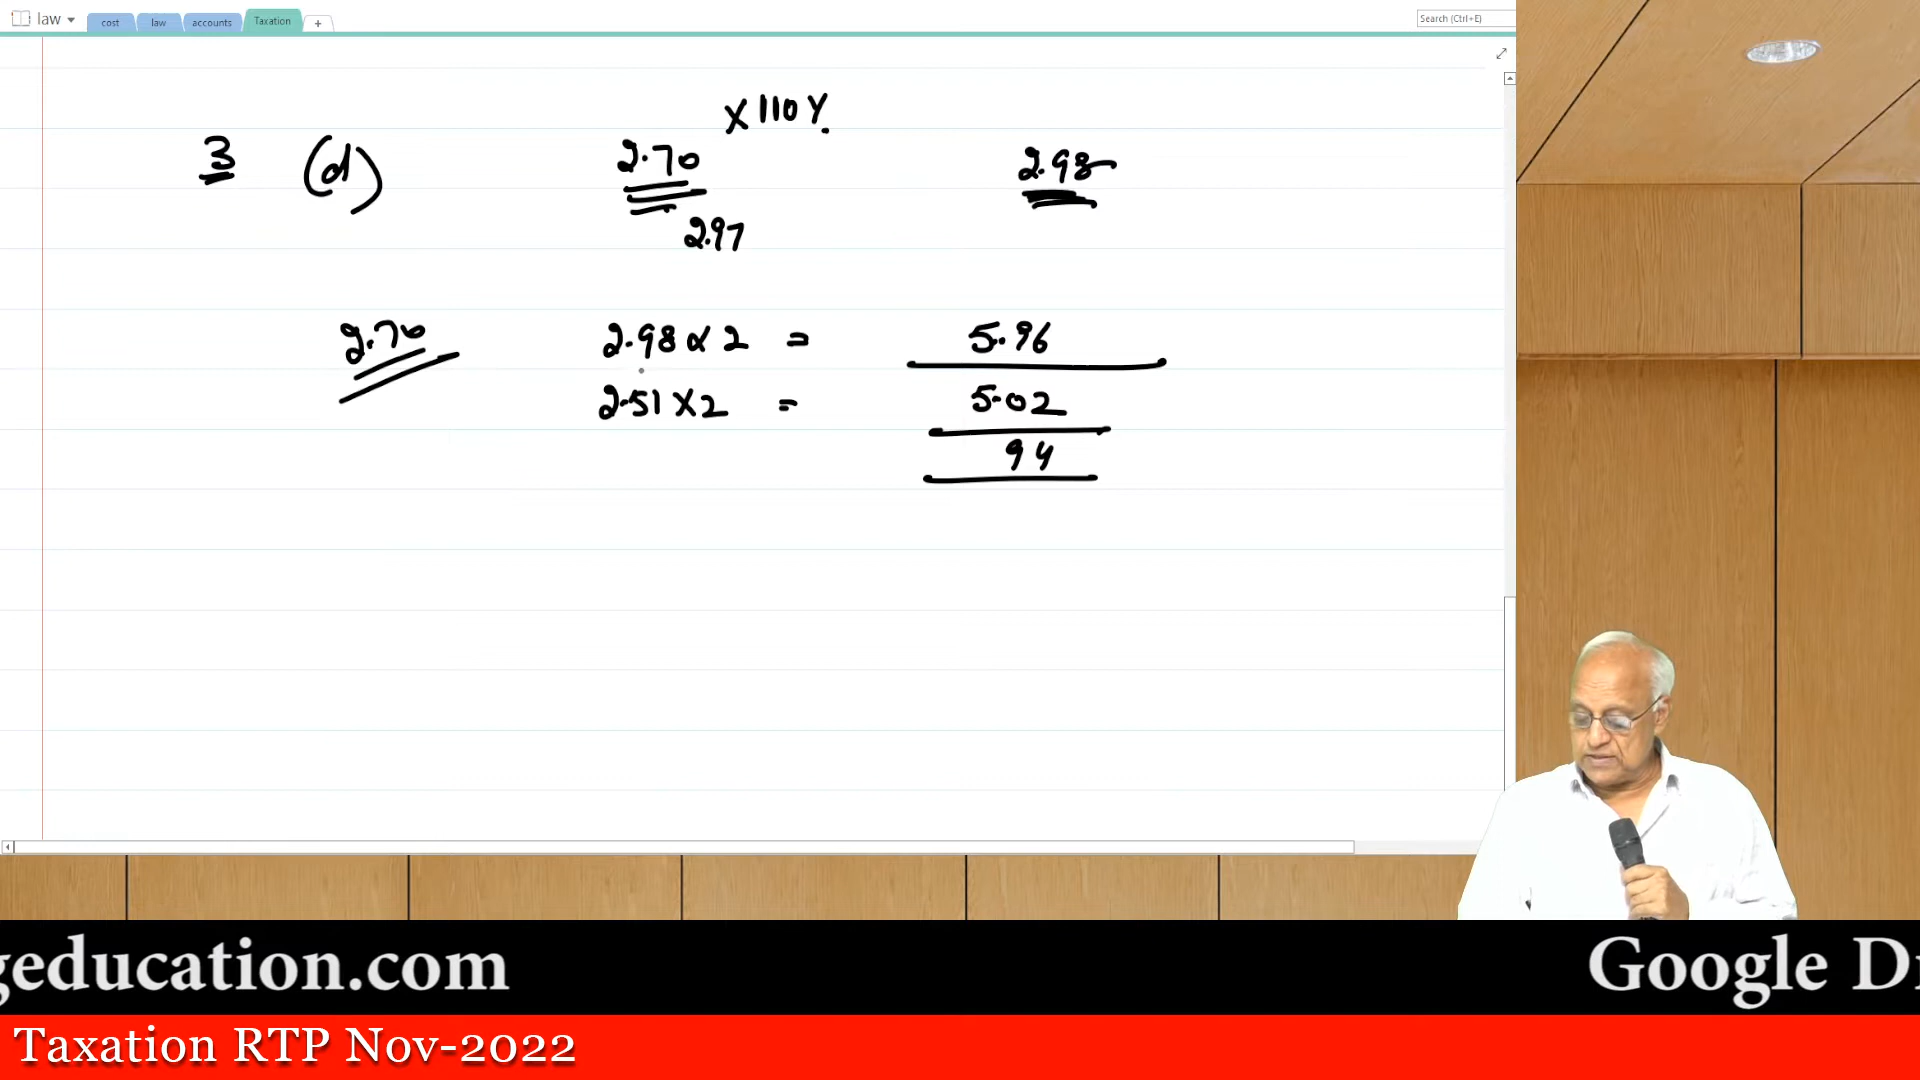 law
cost
law
accounts
Taxation
+
Search (Ctrl+E)
3 (d) 2.70 X 110% 2.98
2.97
2.70 2.98 x 2 = 5.96
2.51 X 2 = 5.02
94
geducation.com
Google Dr
Taxation RTP Nov-2022